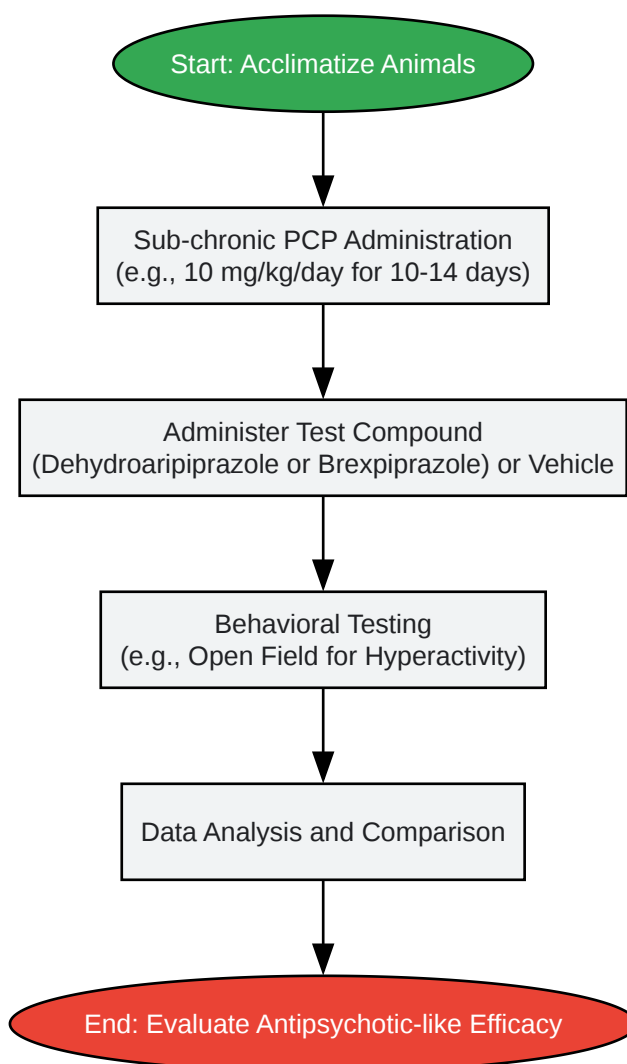 Start: Acclimatize Animals
Sub-chronic PCP Administration
(e.g., 10 mg/kg/day for 10-14 days)
Administer Test Compound
(Dehydroaripiprazole or Brexpiprazole) or Vehicle
Behavioral Testing
(e.g., Open Field for Hyperactivity)
Data Analysis and Comparison
End: Evaluate Antipsychotic-like Efficacy